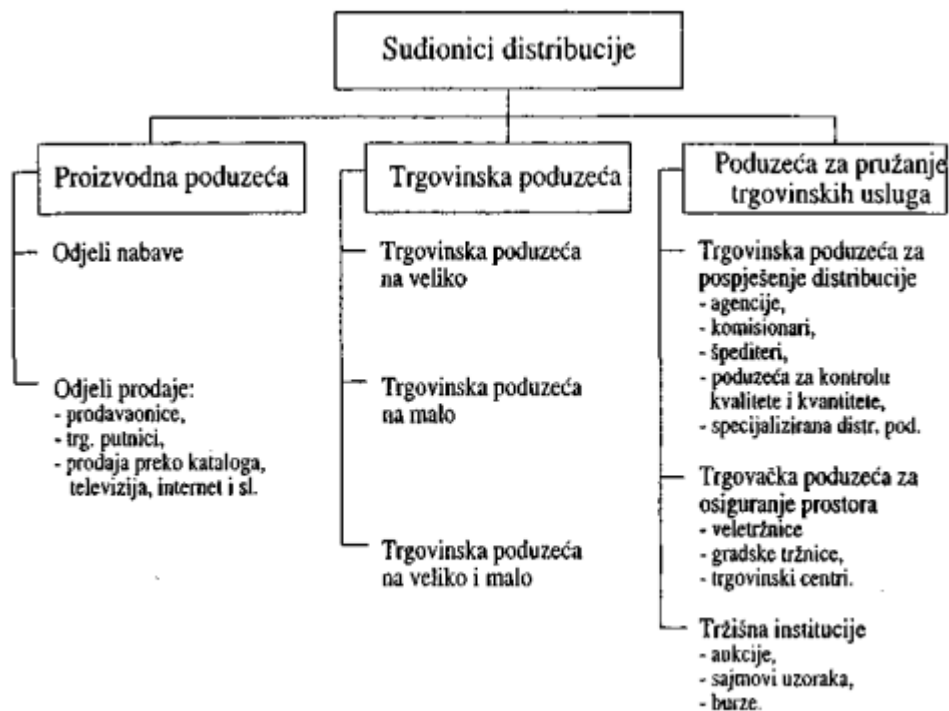 Sudionici distribucije
Proizvodna poduzeća
Odjeli nabave
Odjeli prodaje:
- prodavaonice,
- trg. putnici,
- prodaja preko kataloga,
televizija, internet i sl.
Trgovinska poduzeća
Trgovinska poduzeća
na veliko
Trgovinska poduzeća
na malo
Trgovinska poduzeća
na veliko i malo
Poduzeća za pružanje
trgovinskih usluga
Trgovinska poduzeća za
pospješenje distribucije
- agencije,
- komisionari,
- špediteri,
- poduzeća za kontrolu
kvalitete i kvantitete,
- specijalizirana distr. pod.
Trgovačka poduzeća za
osiguranje prostora
- veletržnice
- gradske tržnice,
- trgovinski centri.
Tržišna institucije
- aukcije,
- sajmovi uzoraka,
- burze.